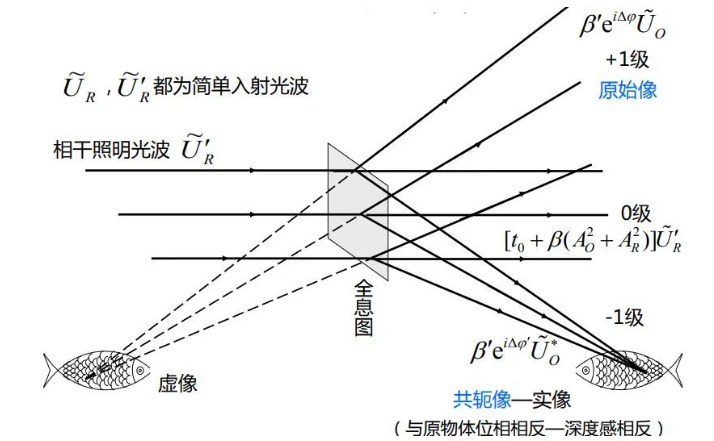 β′e^{iΔφ}Ũ_O
+1级
原始像
Ũ_R , Ũ′_R 都为简单入射光波
相干照明光波 Ũ′_R
0级
[t_0 + β(A_O^2 + A_R^2)]Ũ′_R
全息图
-1级
β′e^{iΔφ′}Ũ_O^*
虚像
共轭像—实像
（与原物体位相相反—深度感相反）